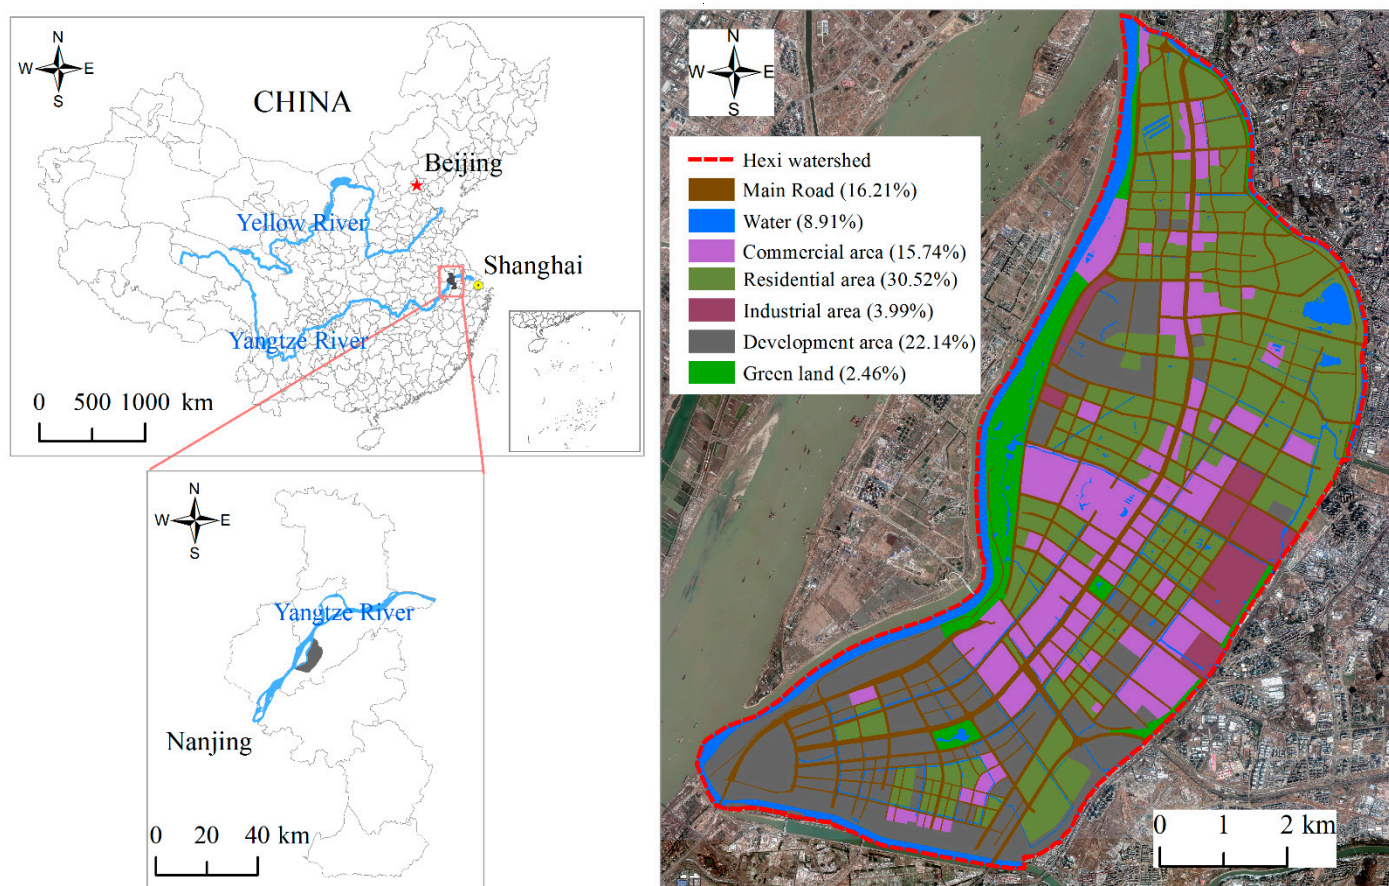 N
W E
S
CHINA
Beijing
Yellow River
Shanghai
Yangtze River
0 500 1000 km
N
W E
S
Yangtze River
Nanjing
0 20 40 km
N
W E
S
Hexi watershed
Main Road (16.21%)
Water (8.91%)
Commercial area (15.74%)
Residential area (30.52%)
Industrial area (3.99%)
Development area (22.14%)
Green land (2.46%)
0 1 2 km